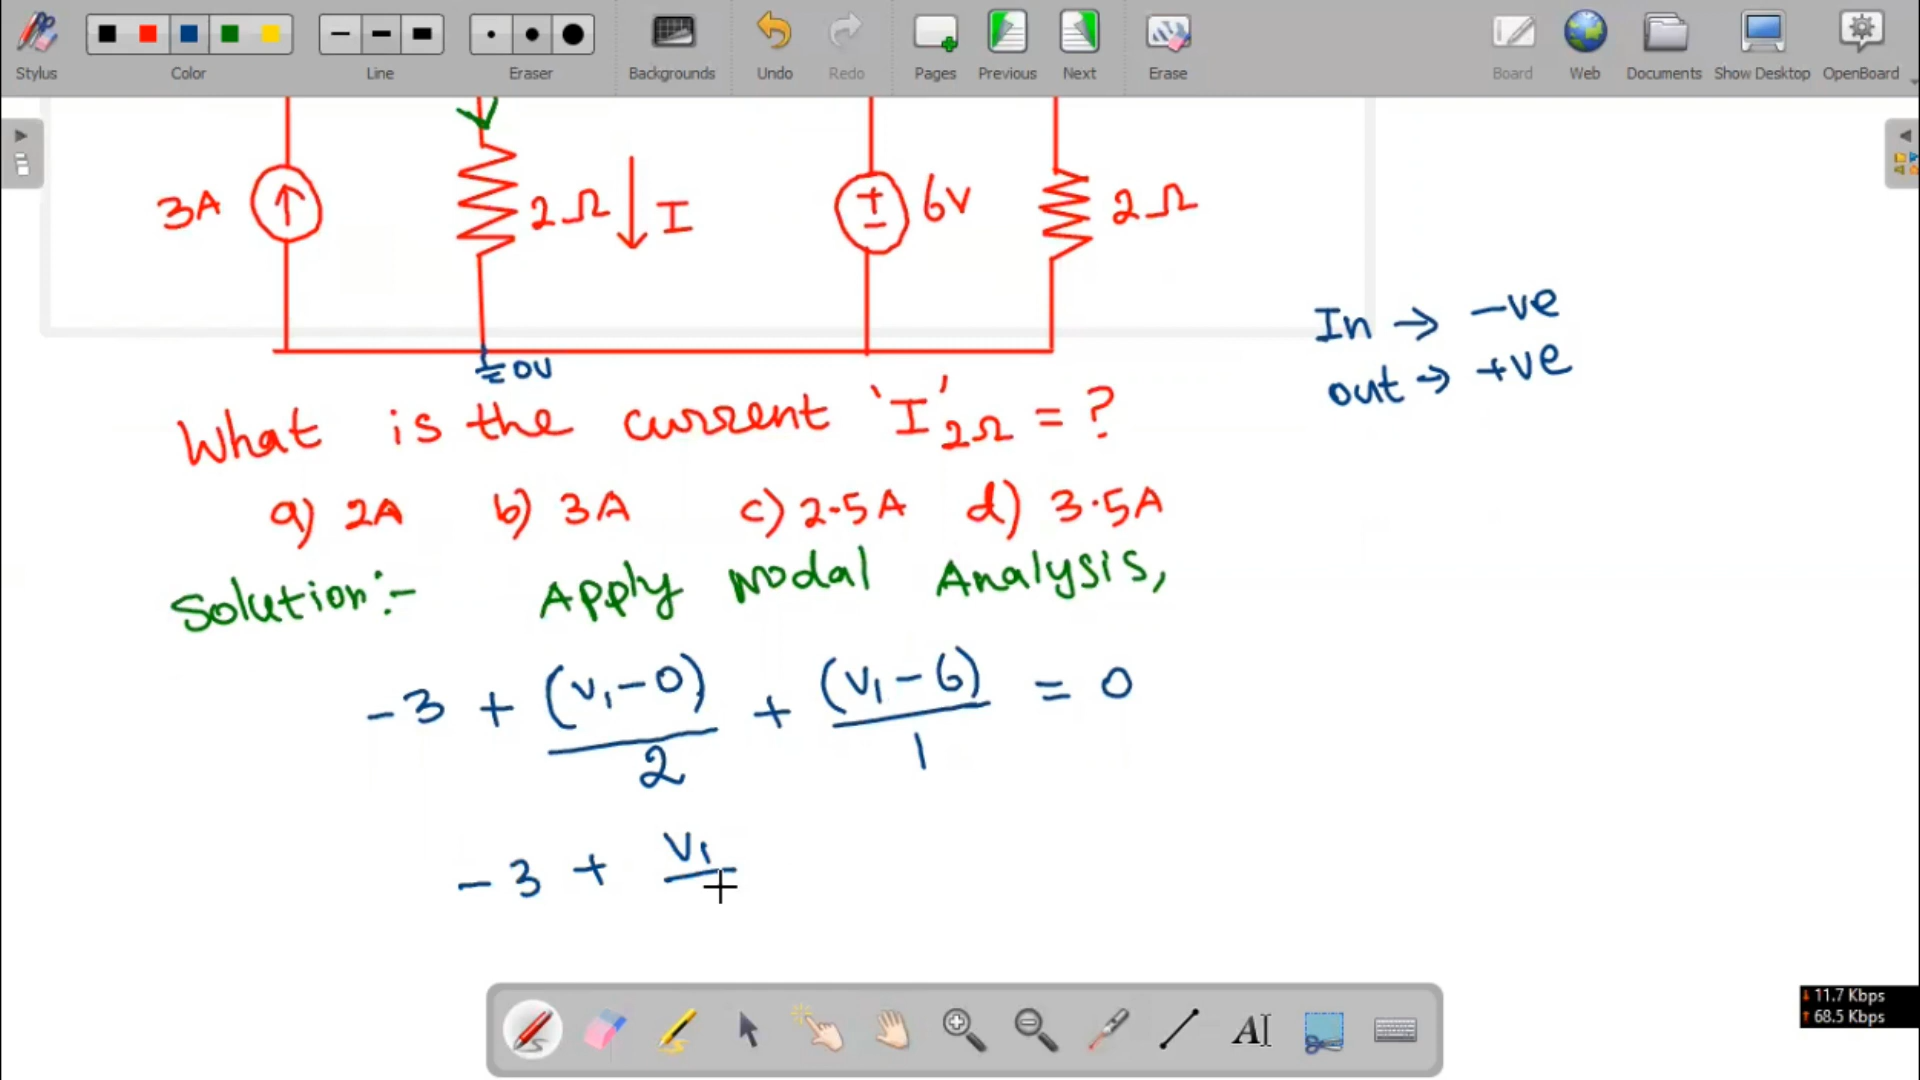 Stylus Color Line Eraser Backgrounds Undo Redo Pages Previous Next Erase Board Web Documents Show Desktop OpenBoard
3A 2Ω I + - 6V 2Ω
0V
In → -ve
out → +ve
What is the current 'I'2Ω = ?
a) 2A b) 3A c) 2.5A d) 3.5A
Solution:- Apply Nodal Analysis,
-3 + (V1-0)/2 + (V1-6)/1 = 0
-3 + V1
11.7 Kbps
68.5 Kbps